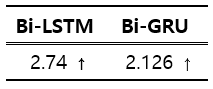 Bi-LSTM Bi-GRU
2.74 ↑ 2.126 ↑